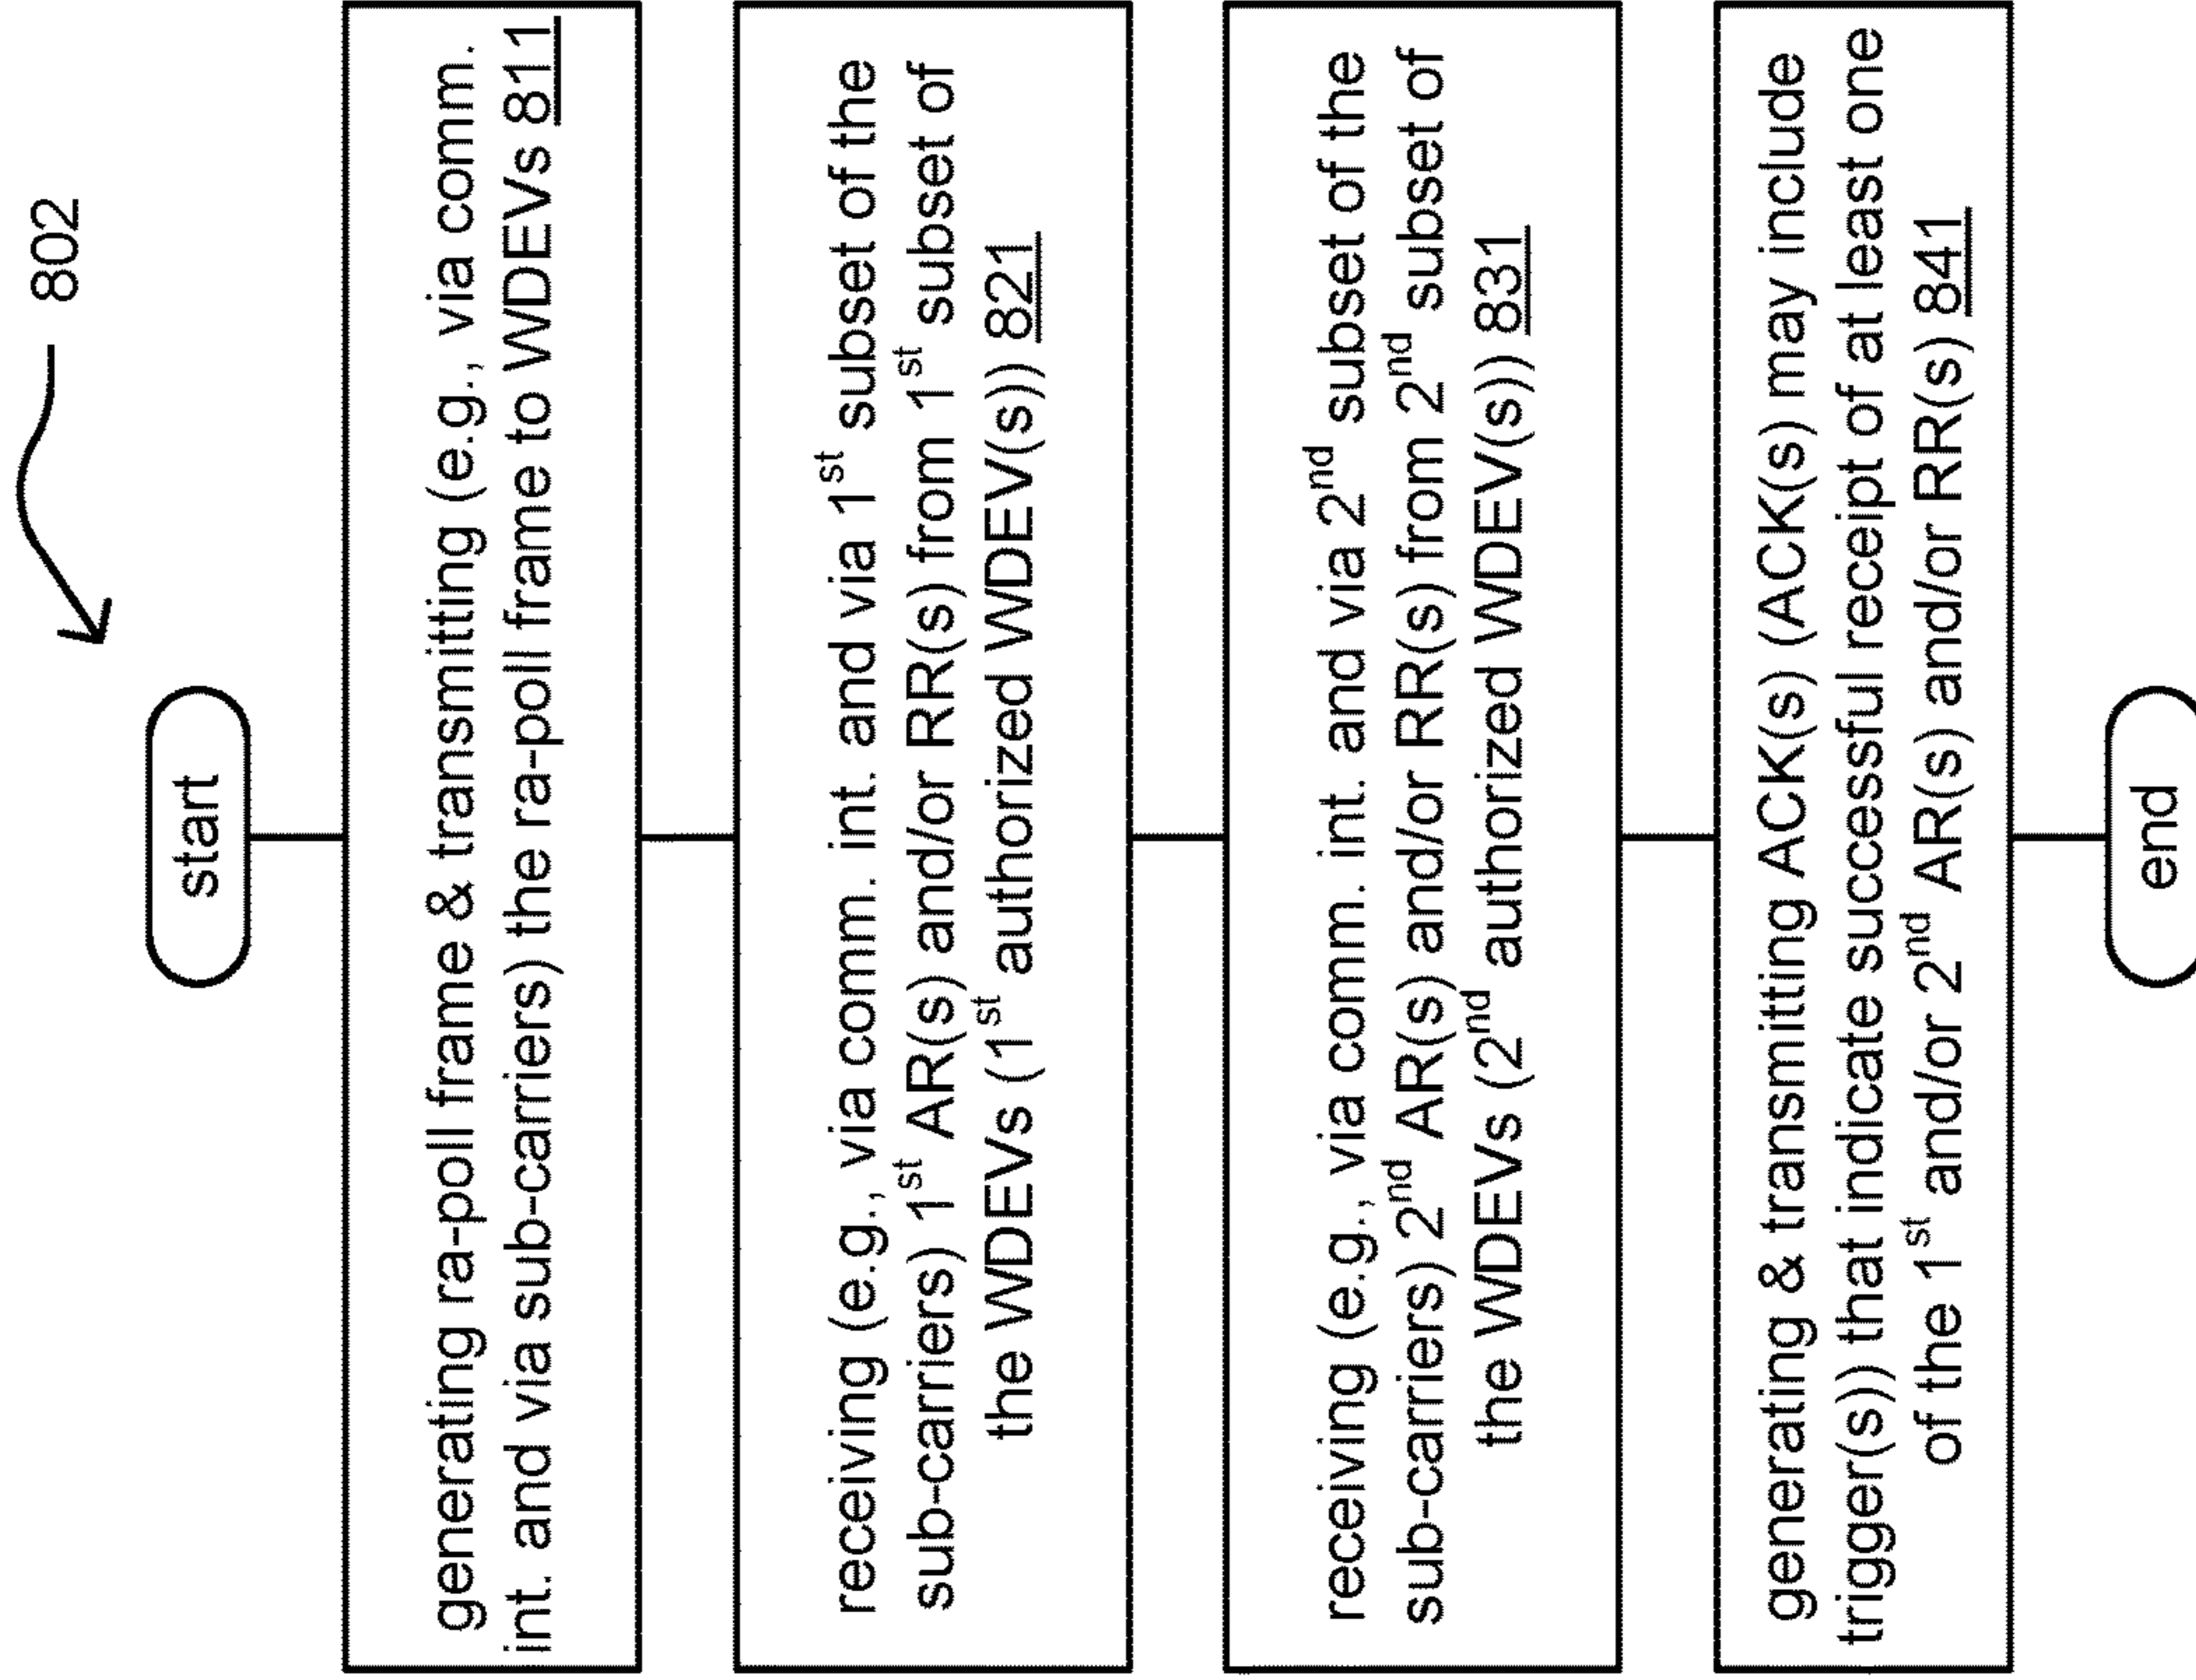 802
start
generating ra-poll frame & transmitting (e.g., via comm.
int. and via sub-carriers) the ra-poll frame to WDEVs 811
receiving (e.g., via comm. int. and via 1st subset of the
sub-carriers) 1st AR(s) and/or RR(s) from 1st subset of
the WDEVs (1st authorized WDEV(s)) 821
receiving (e.g., via comm. int. and via 2nd subset of the
sub-carriers) 2nd AR(s) and/or RR(s) from 2nd subset of
the WDEVs (2nd authorized WDEV(s)) 831
generating & transmitting ACK(s) (ACK(s) may include
trigger(s)) that indicate successful receipt of at least one
of the 1st and/or 2nd AR(s) and/or RR(s) 841
end